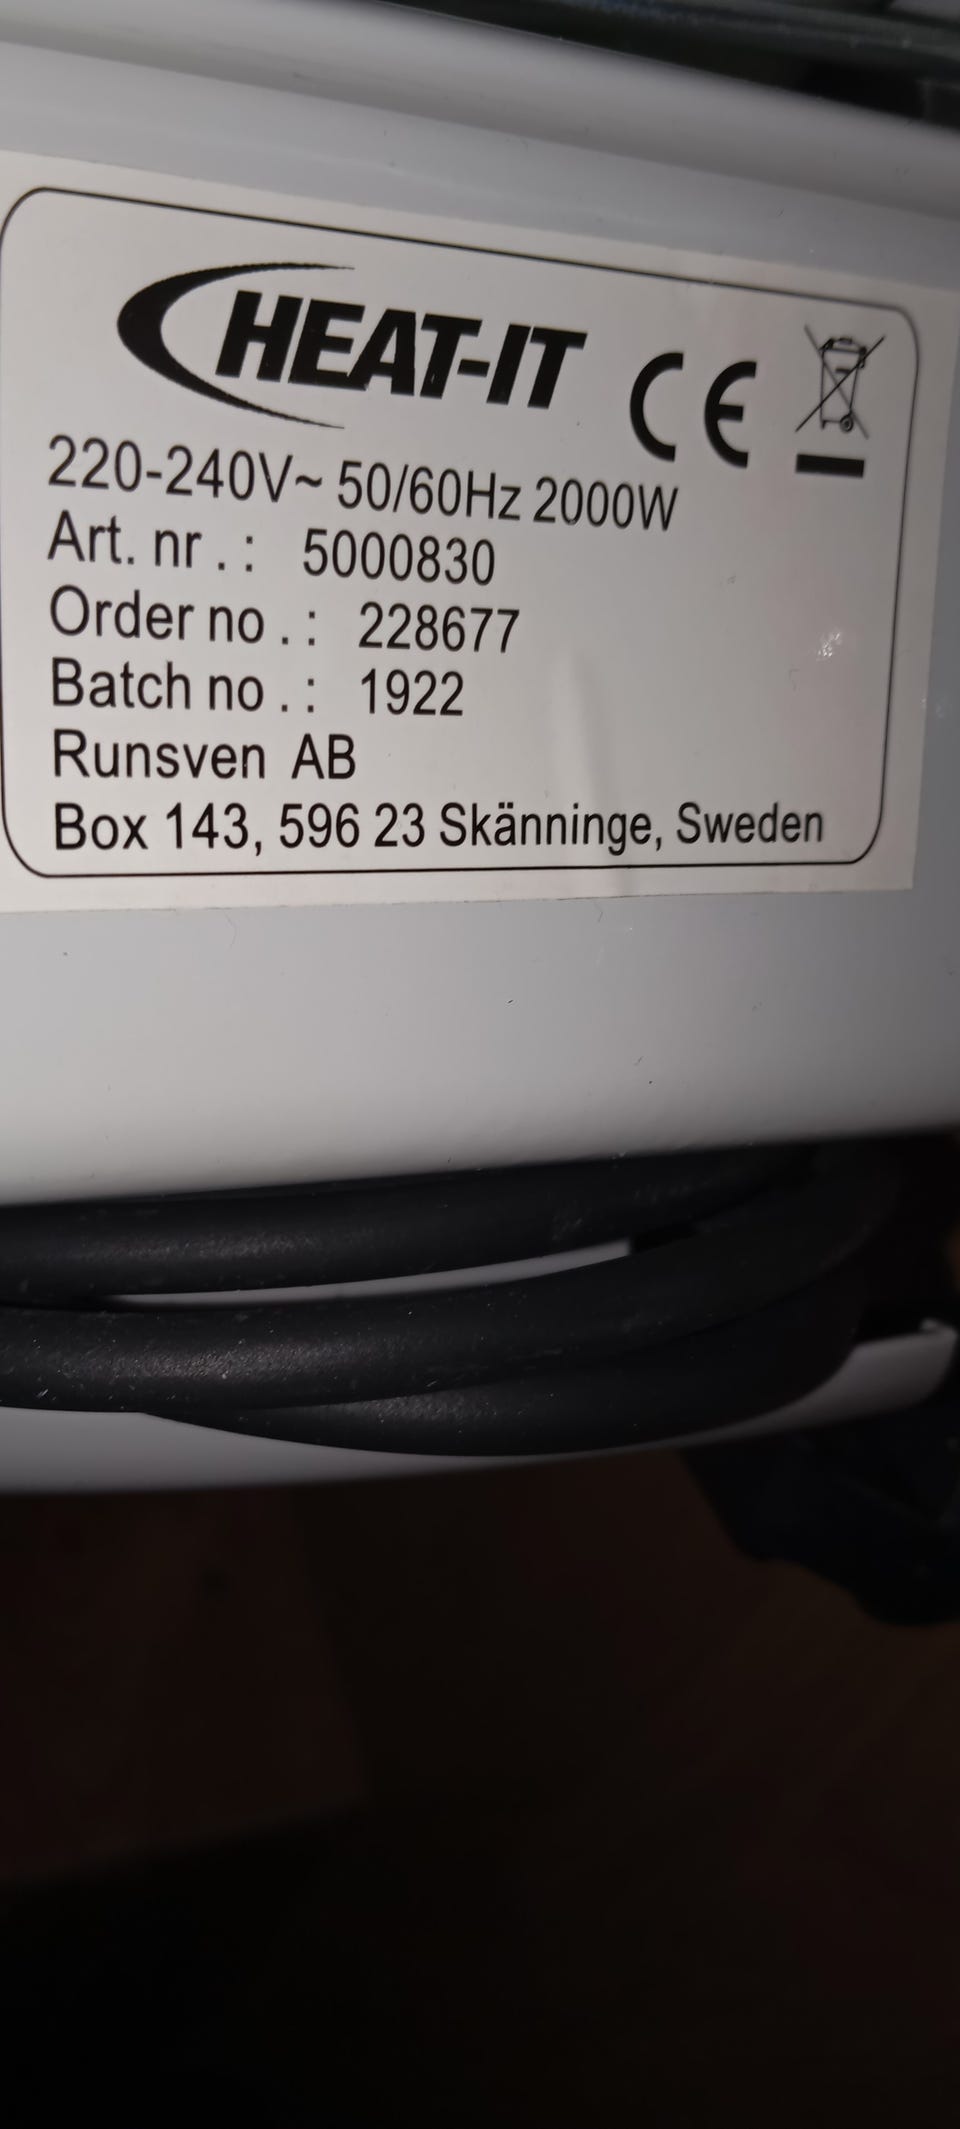 HEAT-IT CE
220-240V~ 50/60Hz 2000W
Art. nr . : 5000830
Order no . : 228677
Batch no . : 1922
Runsven AB
Box 143, 596 23 Skänninge, Sweden